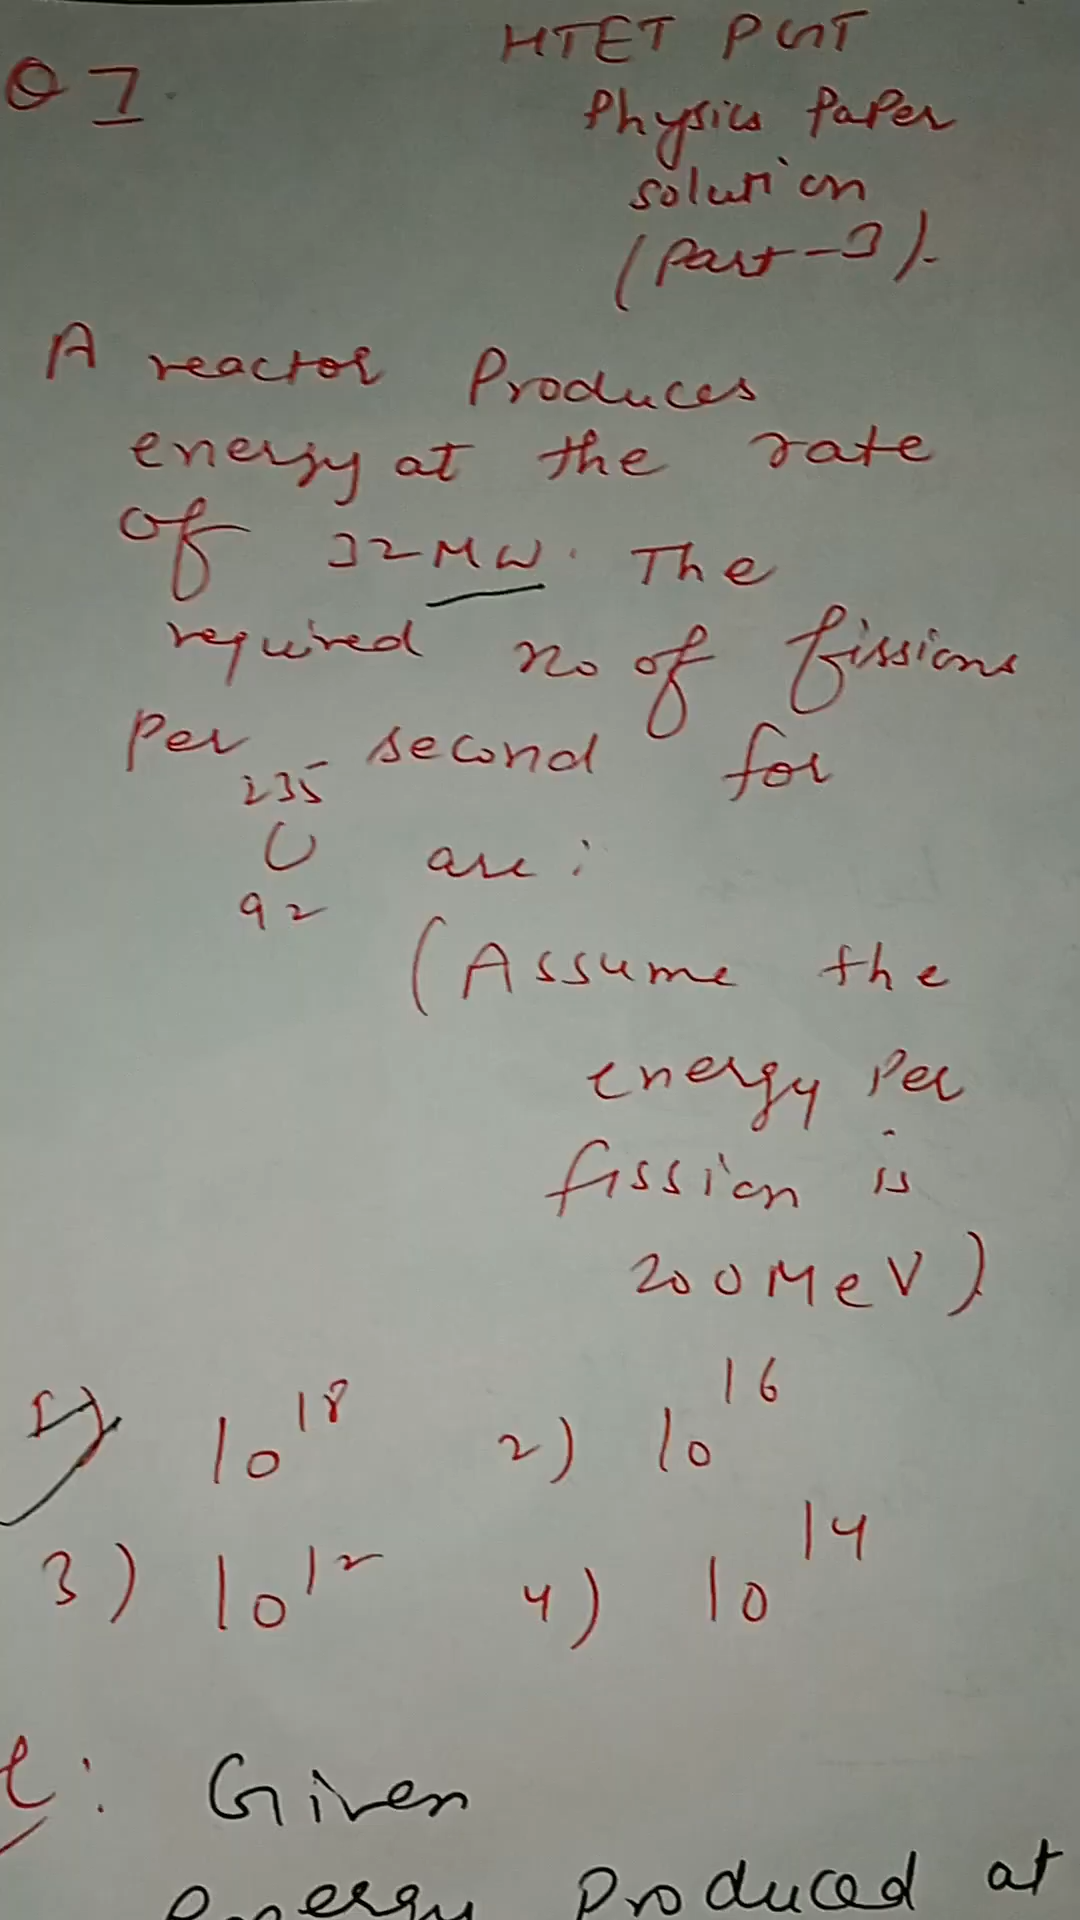 Q 7.
HTET PGT
Physics Paper
solution
(Part-3).
A reactor Produces
energy at the rate
of 32MW. The
required no of fissions
Per second for
235
U are:
92
(Assume the
energy Per
fission is
200MeV)
1) 10^18 2) 10^16
3) 10^12 4) 10^14
Given
energy Produced at